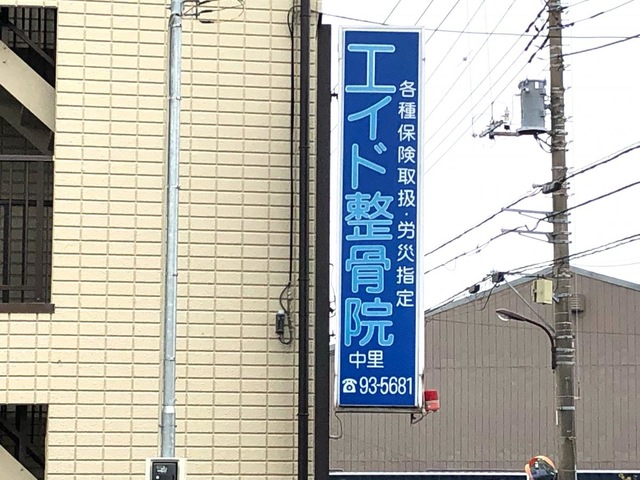 各種保険取扱・労災指定
エイド整骨院
中里
☎93-5681